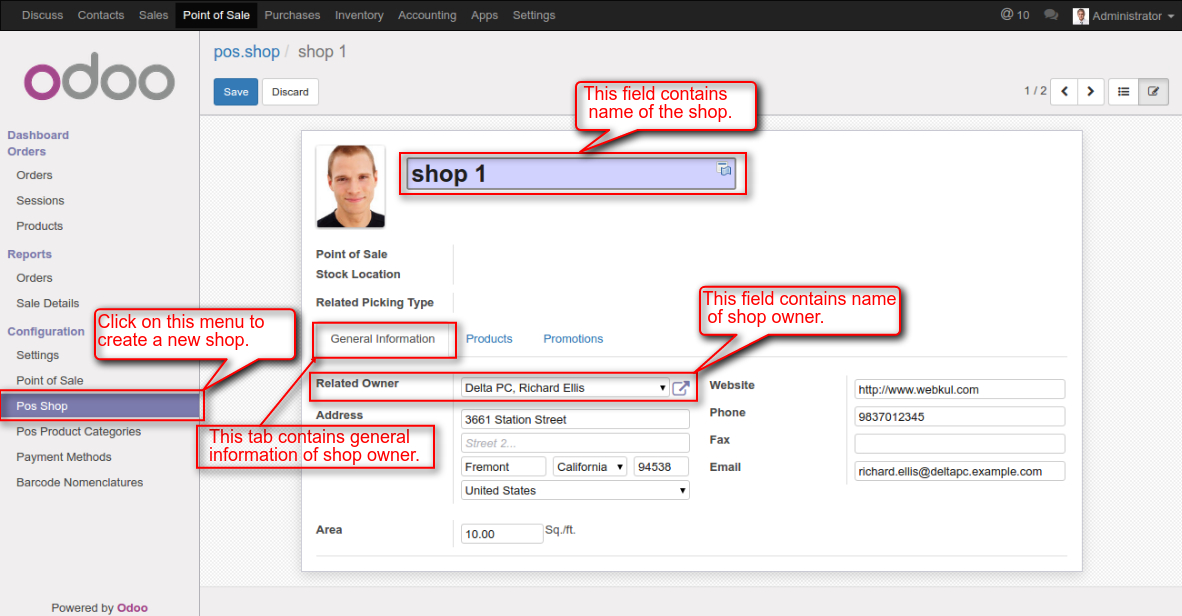 Discuss Contacts Sales Point of Sale Purchases Inventory Accounting Apps Settings @ 10 Administrator
odoo
Dashboard
Orders
Orders
Sessions
Products
Reports
Orders
Sale Details
Configuration
Settings
Point of Sale
Pos Shop
Pos Product Categories
Payment Methods
Barcode Nomenclatures
Powered by Odoo
pos.shop / shop 1
Save Discard
1 / 2
This field contains
name of the shop.
shop 1
Point of Sale
Stock Location
Related Picking Type
This field contains name
of shop owner.
Click on this menu to
create a new shop.
General Information Products Promotions
Related Owner Delta PC, Richard Ellis
Address 3661 Station Street
Street 2...
Fremont California 94538
United States
This tab contains general
information of shop owner.
Area 10.00 Sq./ft.
Website http://www.webkul.com
Phone 9837012345
Fax
Email richard.ellis@deltapc.example.com